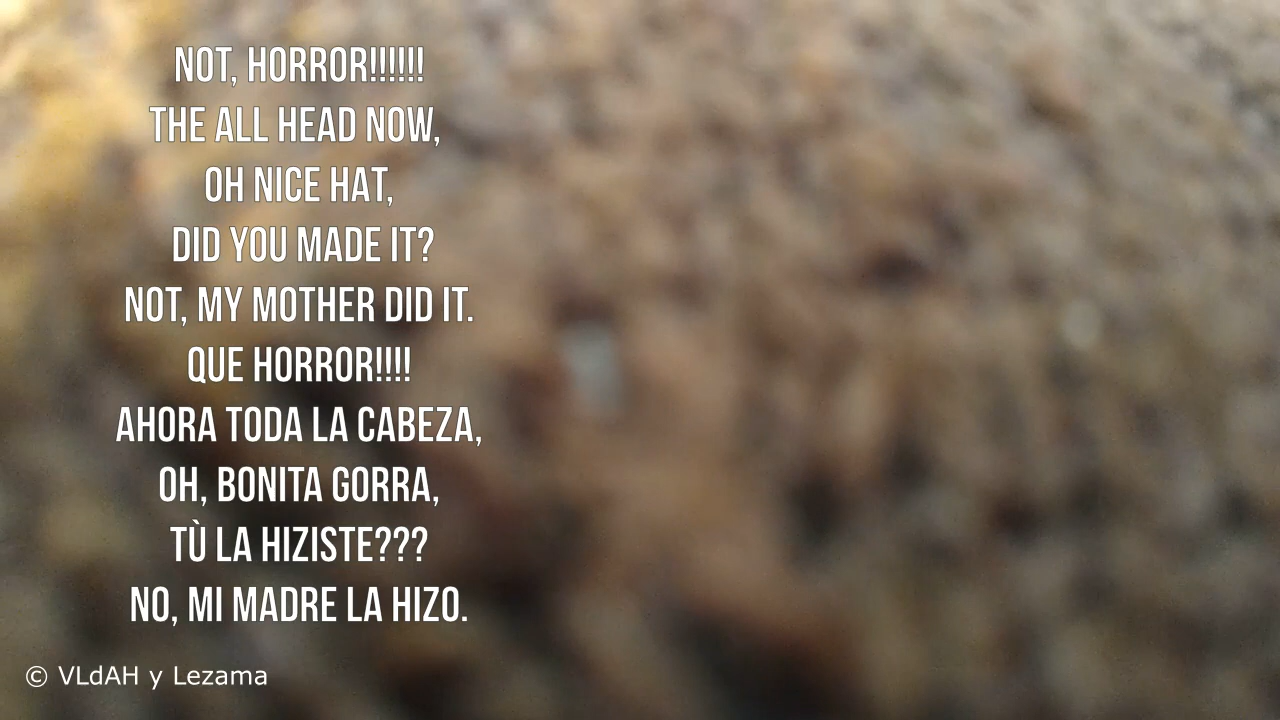 NOT, HORROR!!!!!!
THE ALL HEAD NOW,
OH NICE HAT,
DID YOU MADE IT?
NOT, MY MOTHER DID IT.
QUE HORROR!!!!
AHORA TODA LA CABEZA,
OH, BONITA GORRA,
TÙ LA HIZISTE???
NO, MI MADRE LA HIZO.
© VLdAH y Lezama